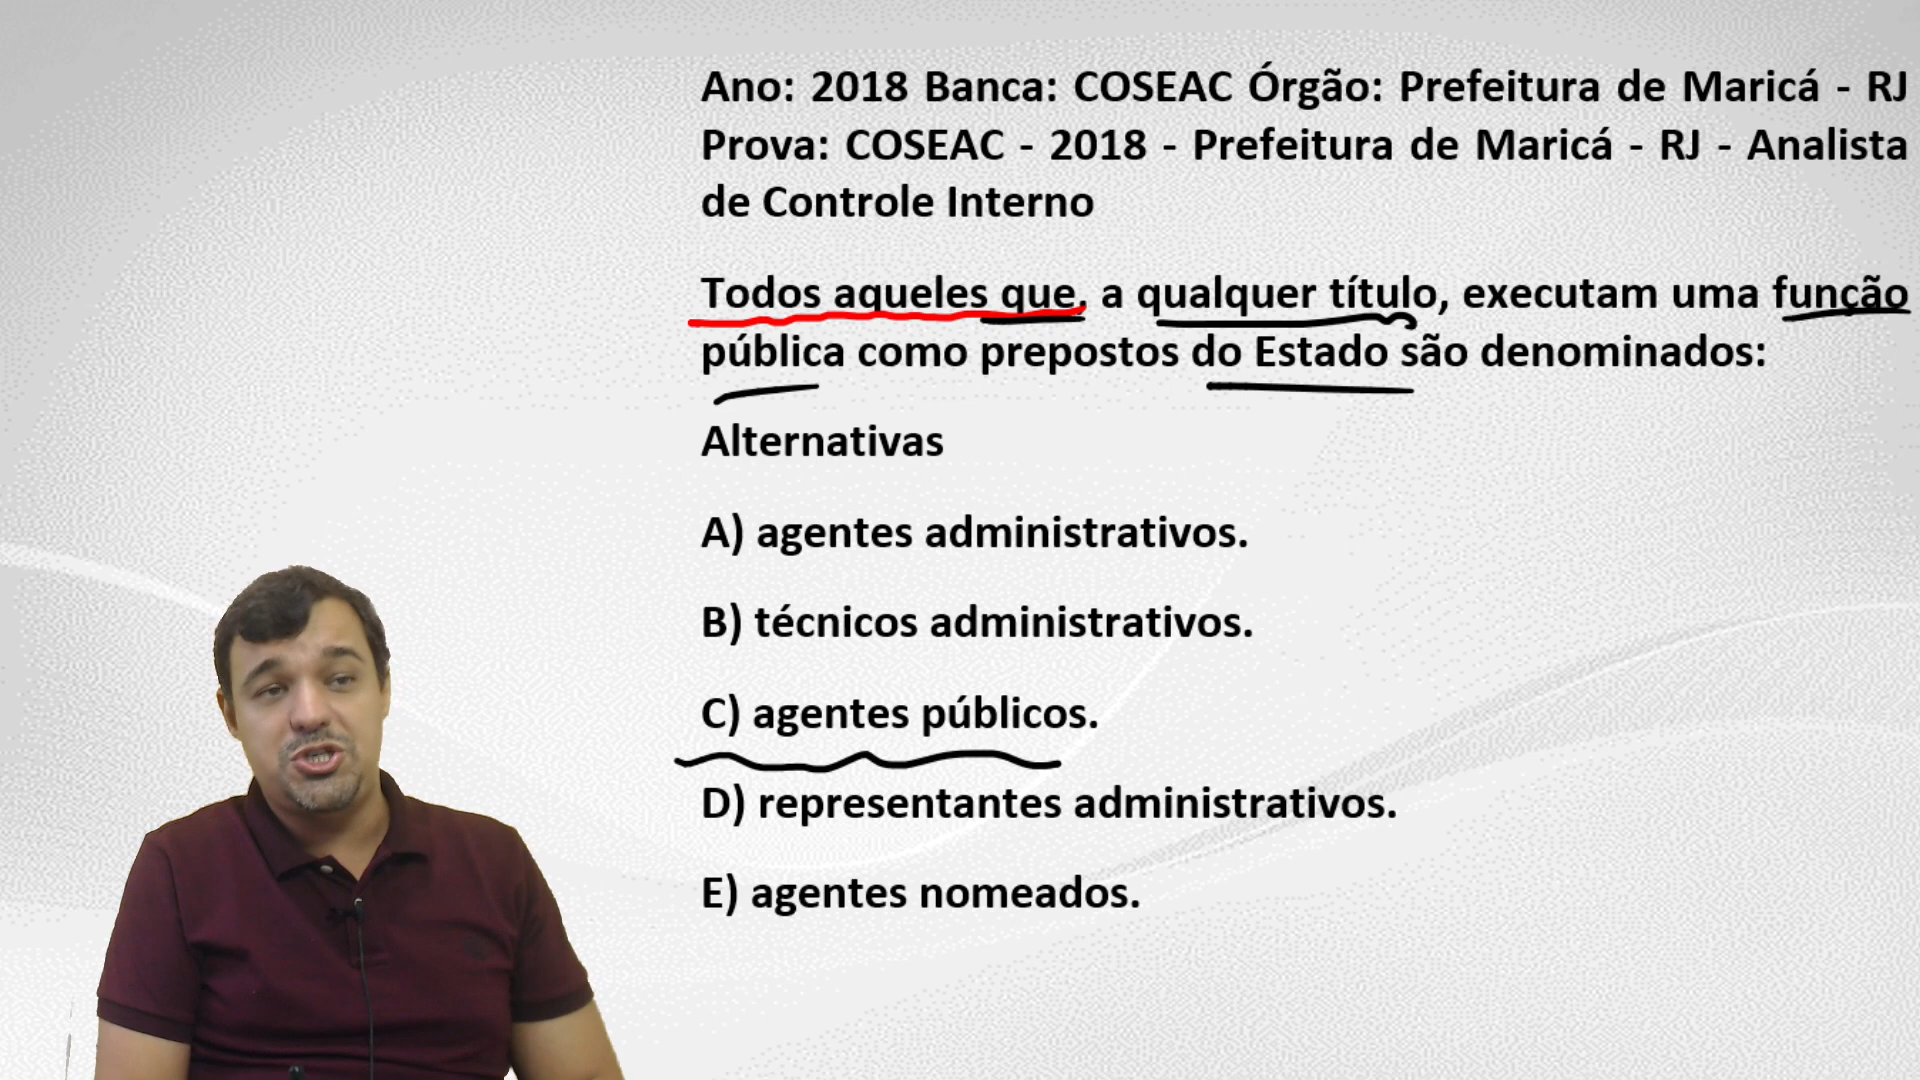 Ano: 2018 Banca: COSEAC Órgão: Prefeitura de Maricá - RJ
Prova: COSEAC - 2018 - Prefeitura de Maricá - RJ - Analista
de Controle Interno
Todos aqueles que, a qualquer título, executam uma função
pública como prepostos do Estado são denominados:
Alternativas
A) agentes administrativos.
B) técnicos administrativos.
C) agentes públicos.
D) representantes administrativos.
E) agentes nomeados.